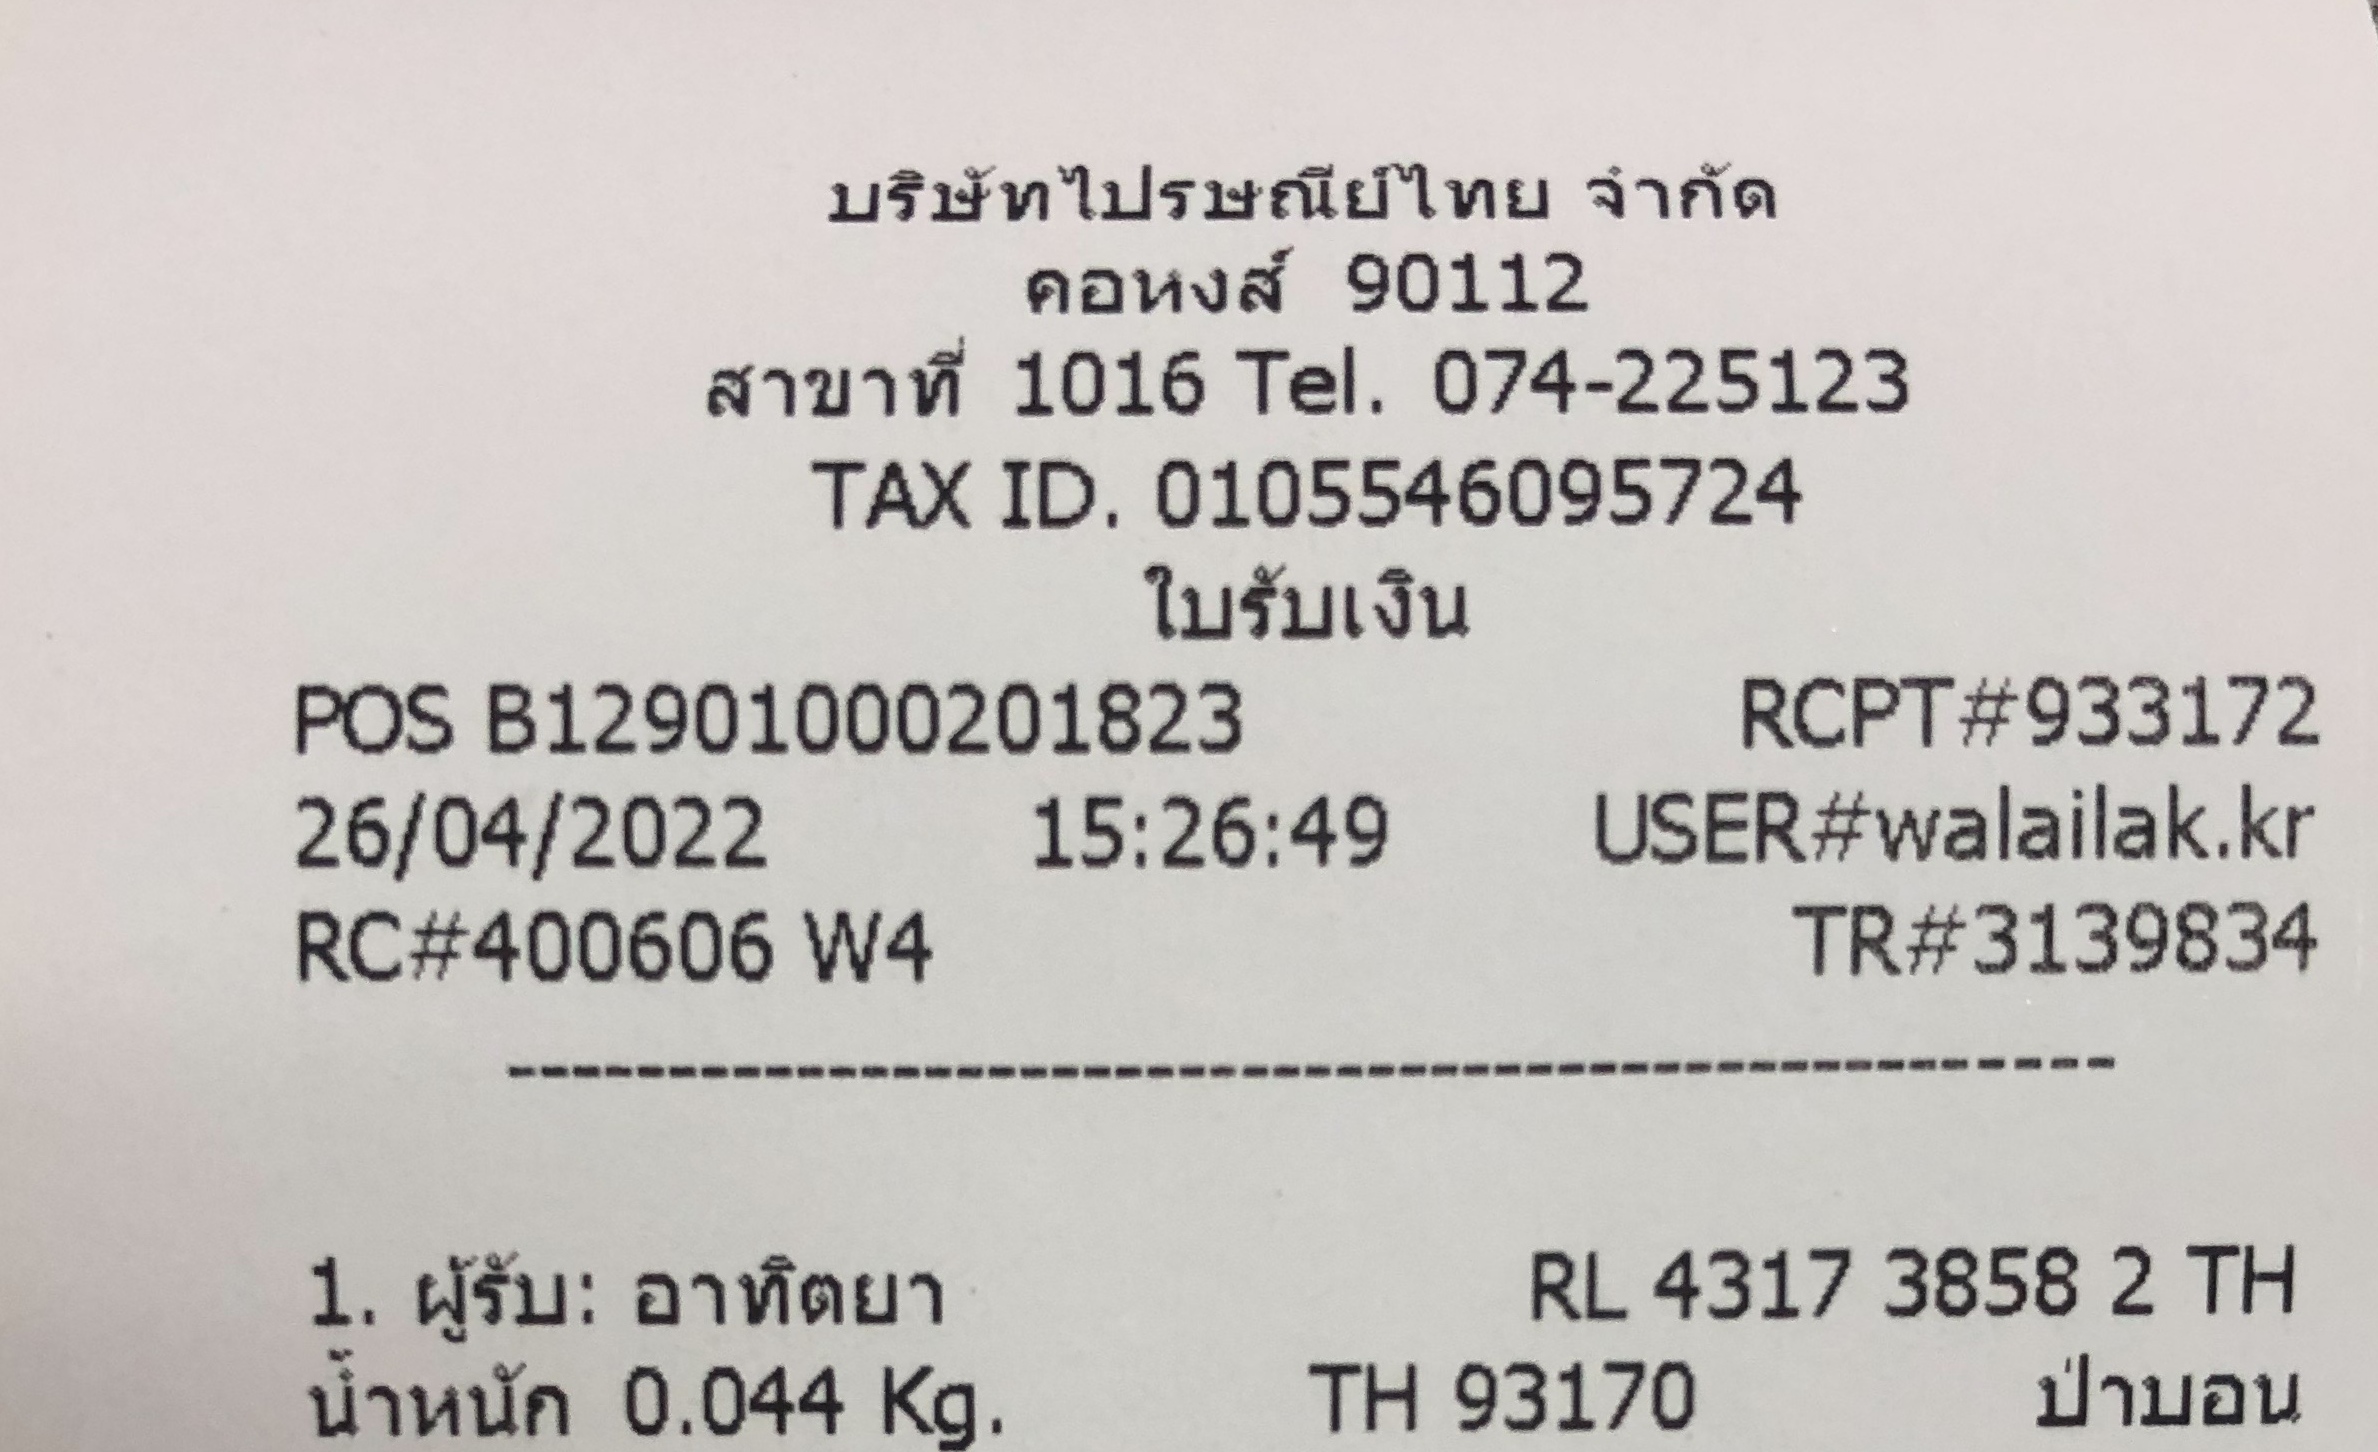 บริษัทไปรษณีย์ไทย จำกัด
คอหงส์ 90112
สาขาที่ 1016 Tel. 074-225123
TAX ID. 0105546095724
ใบรับเงิน
POS B12901000201823 RCPT#933172
26/04/2022 15:26:49 USER#walailak.kr
RC#400606 W4 TR#3139834
----------------------------------------------------
1. ผู้รับ: อาทิตยา RL 4317 3858 2 TH
น้ำหนัก 0.044 Kg. TH 93170 ป่าบอน